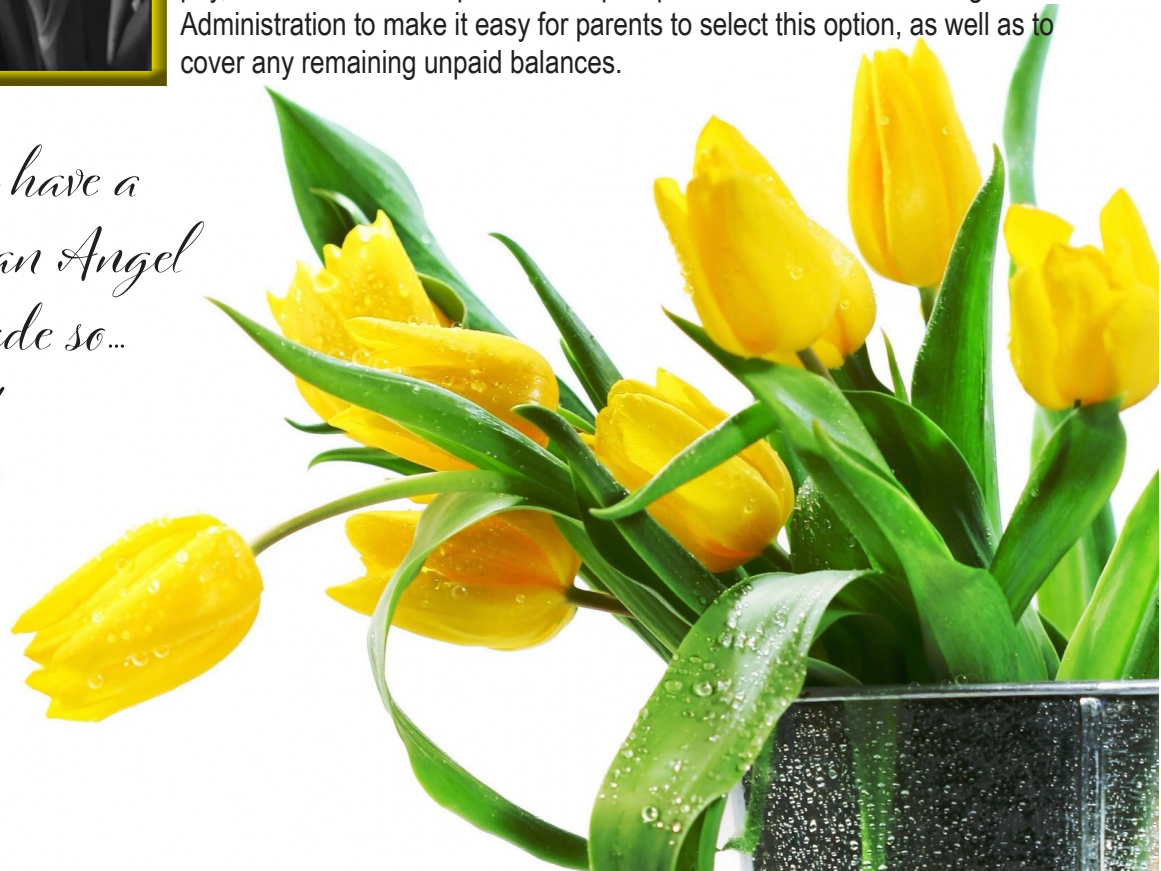 Administration to make it easy for parents to select this option, as well as to
cover any remaining unpaid balances.
have a
an Angel
de so...